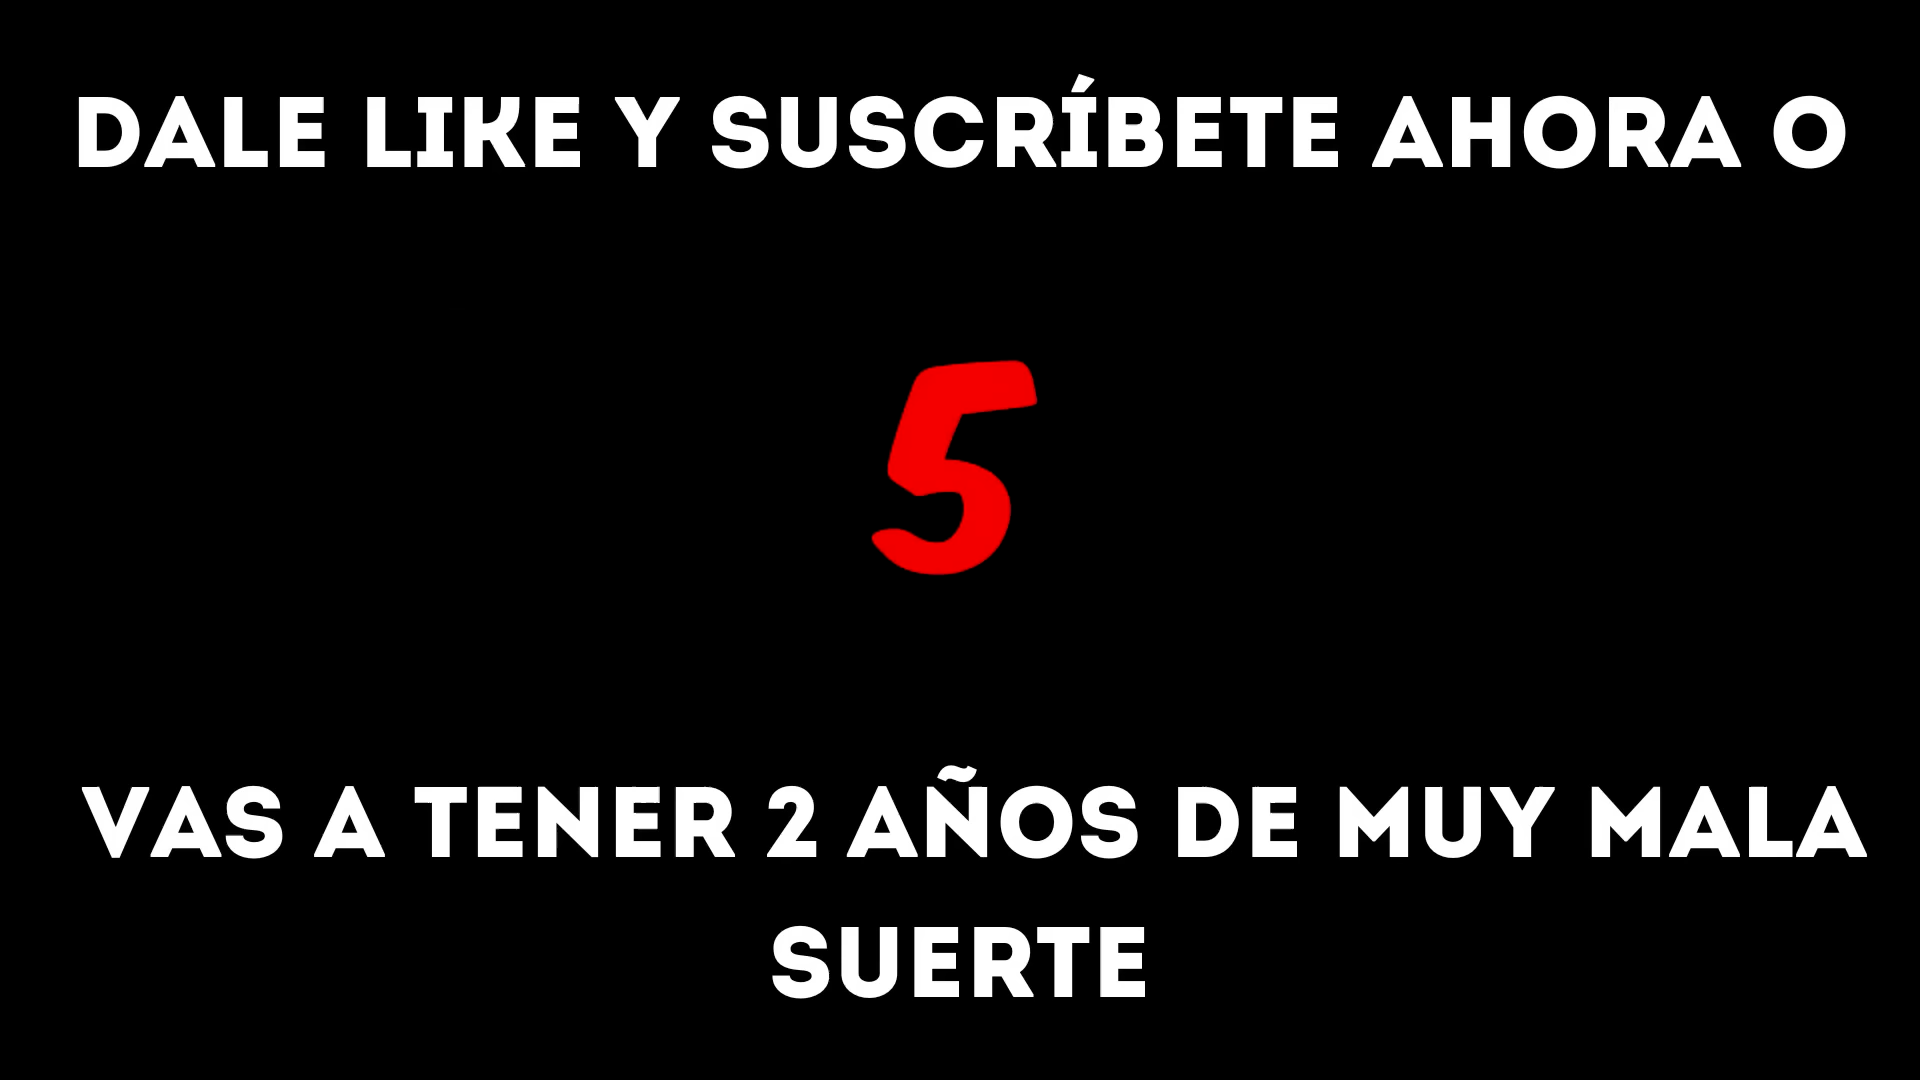 DALE LIKE Y SUSCRÍBETE AHORA O
5
VAS A TENER 2 AÑOS DE MUY MALA
SUERTE